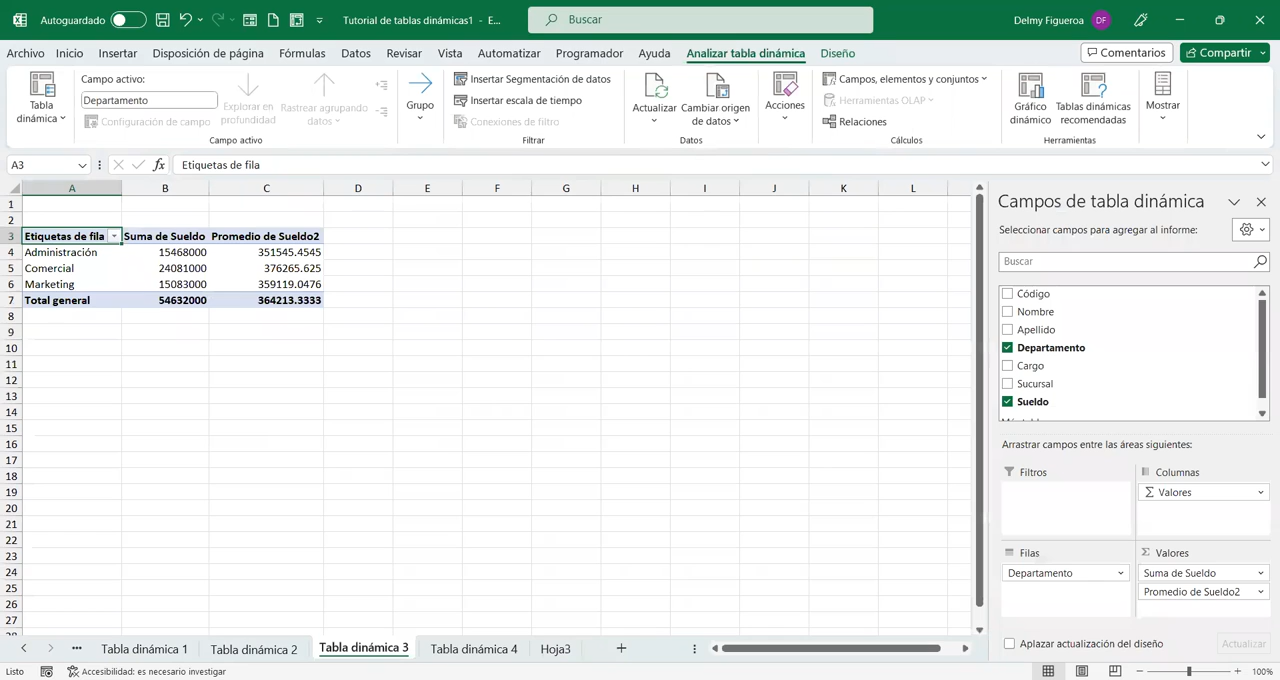 Autoguardado
Tutorial de tablas dinámicas1 - E...
Buscar
Delmy Figueroa DF
Archivo Inicio Insertar Disposición de página Fórmulas Datos Revisar Vista Automatizar Programador Ayuda Analizar tabla dinámica Diseño Comentarios Compartir
Tabla dinámica
Campo activo:
Departamento
Configuración de campo
Explorar en profundidad
Rastrear agrupando datos
Campo activo
Grupo
Insertar Segmentación de datos
Insertar escala de tiempo
Conexiones de filtro
Filtrar
Actualizar
Cambiar origen de datos
Datos
Acciones
Campos, elementos y conjuntos
Herramientas OLAP
Relaciones
Cálculos
Gráfico dinámico
Tablas dinámicas recomendadas
Herramientas
Mostrar
A3 fx Etiquetas de fila
A B C D E F G H I J K L
1
2
3 Etiquetas de fila Suma de Sueldo Promedio de Sueldo2
4 Administración 15468000 351545.4545
5 Comercial 24081000 376265.625
6 Marketing 15083000 359119.0476
7 Total general 54632000 364213.3333
8
9
10
11
12
13
14
15
16
17
18
19
20
21
22
23
24
25
26
27
28
Campos de tabla dinámica
Seleccionar campos para agregar al informe:
Buscar
Código
Nombre
Apellido
Departamento
Cargo
Sucursal
Sueldo
Arrastrar campos entre las áreas siguientes:
Filtros
Columnas
Σ Valores
Filas
Σ Valores
Departamento
Suma de Sueldo
Promedio de Sueldo2
Aplazar actualización del diseño
Actualizar
... Tabla dinámica 1 Tabla dinámica 2 Tabla dinámica 3 Tabla dinámica 4 Hoja3 +
Listo Accesibilidad: es necesario investigar 100%